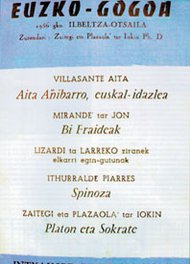 EUZKO-GOGOA
1956 gko. ILBELTZA-OTSAILA
Zuzendari: Zaitegi eta Plazaola' tar Iokin Ph. D
VILLASANTE AITA
Aita Añibarro, euskal-idazlea
MIRANDE' tar JON
Bi Fraideak
LIZARDI ta LARREKO ziranek
elkarri egin-gutunak
ITHURRALDE PIARRES
Spinoza
ZAITEGI eta PLAZAOLA' tar IOKIN
Platon eta Sokrate